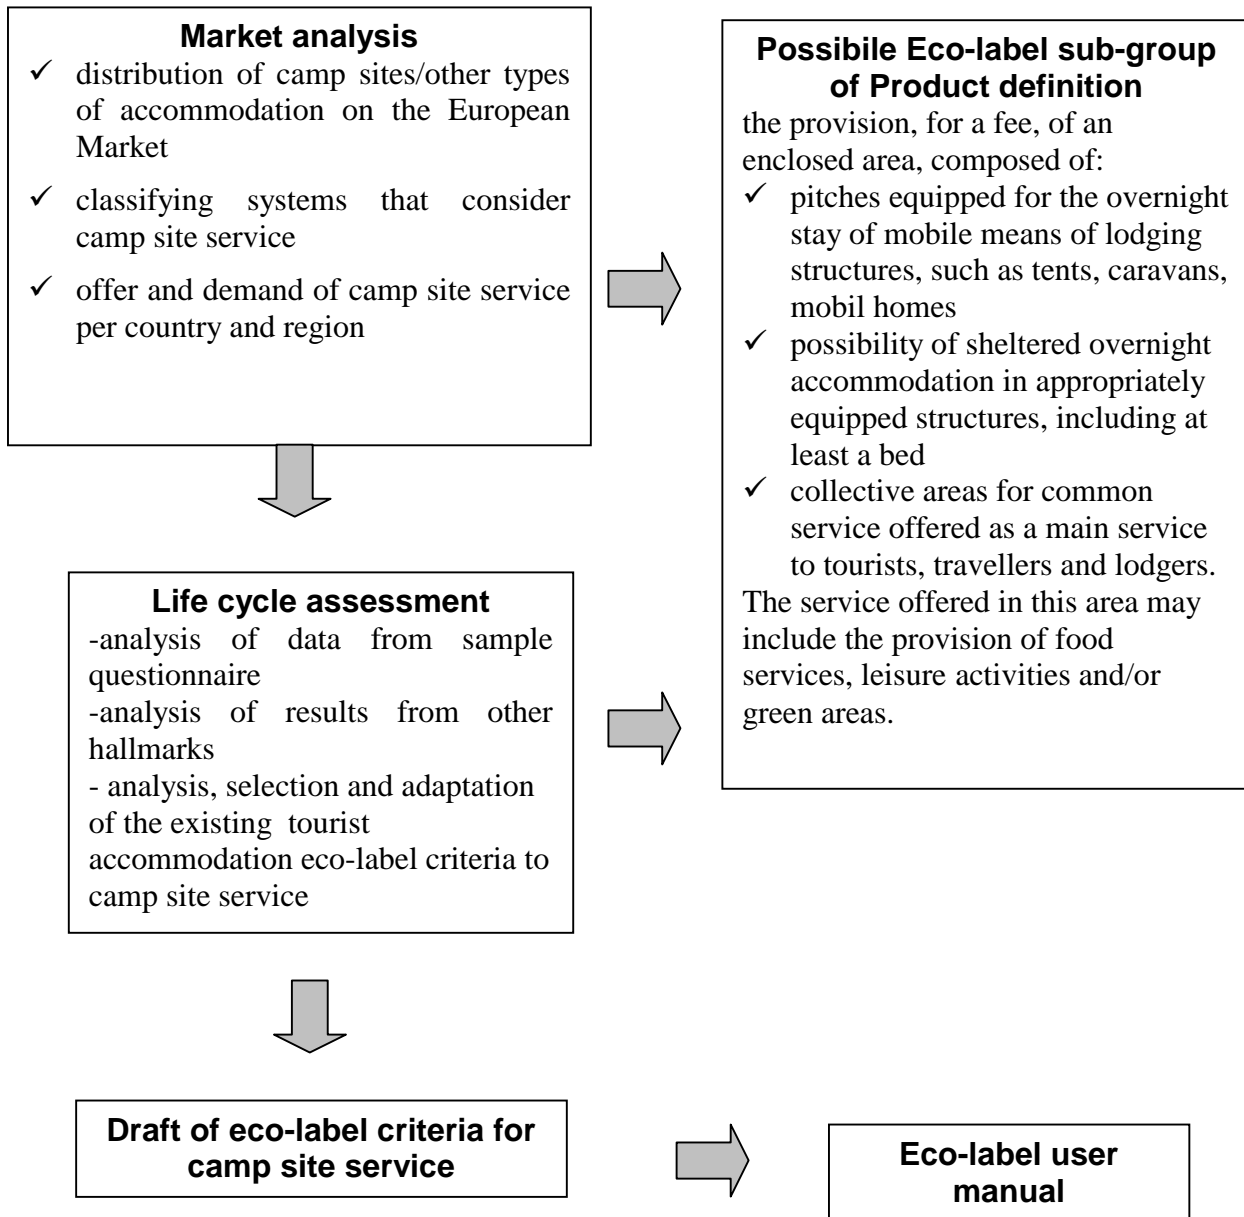 Market analysis
✓ distribution of camp sites/other types
of accommodation on the European
Market
✓ classifying systems that consider
camp site service
✓ offer and demand of camp site service
per country and region
Possibile Eco-label sub-group
of Product definition
the provision, for a fee, of an
enclosed area, composed of:
✓ pitches equipped for the overnight
stay of mobile means of lodging
structures, such as tents, caravans,
mobil homes
✓ possibility of sheltered overnight
accommodation in appropriately
equipped structures, including at
least a bed
✓ collective areas for common
service offered as a main service
to tourists, travellers and lodgers.
The service offered in this area may
include the provision of food
services, leisure activities and/or
green areas.
Life cycle assessment
-analysis of data from sample
questionnaire
-analysis of results from other
hallmarks
- analysis, selection and adaptation
of the existing tourist
accommodation eco-label criteria to
camp site service
Draft of eco-label criteria for
camp site service
Eco-label user
manual